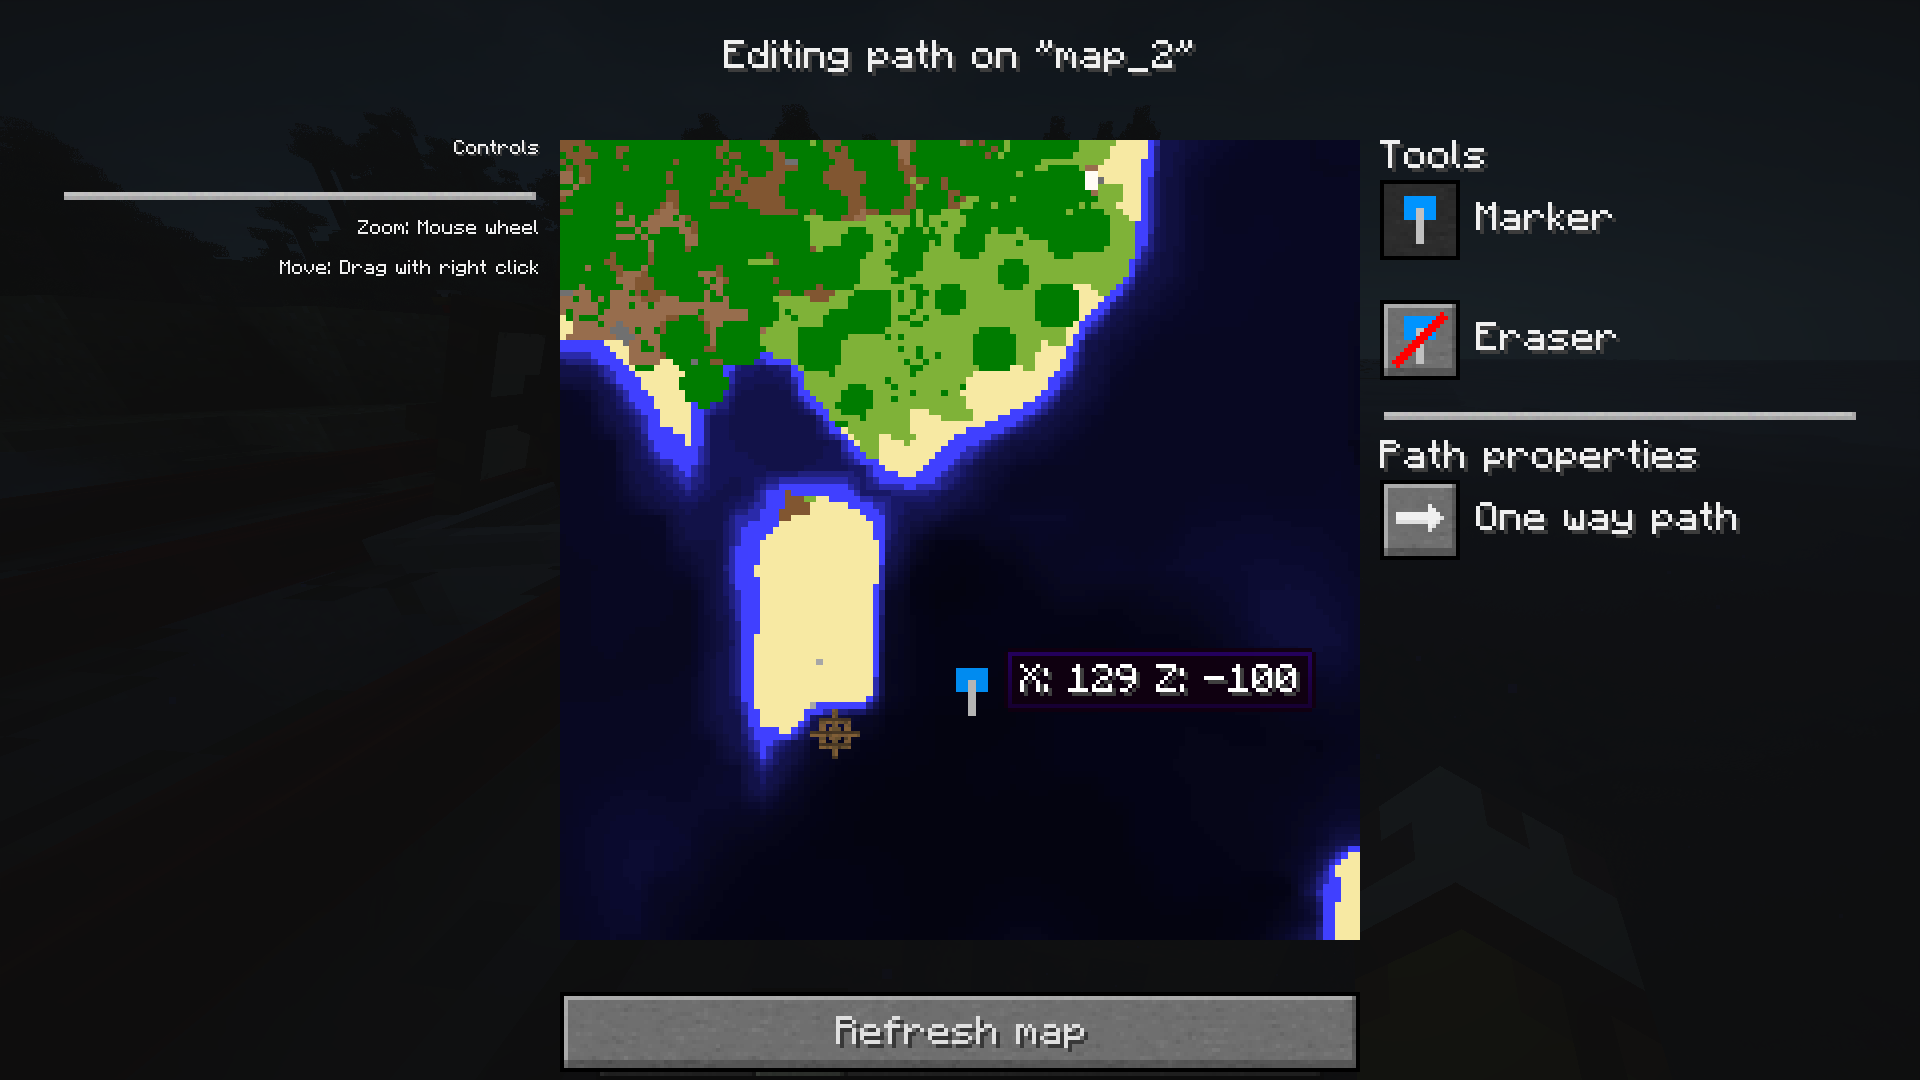 Editing path on "map_2"
Controls
Zoom: Mouse wheel
Move: Drag with right click
Tools
Marker
Eraser
Path properties
One way path
X: 129 Z: -100
Refresh map